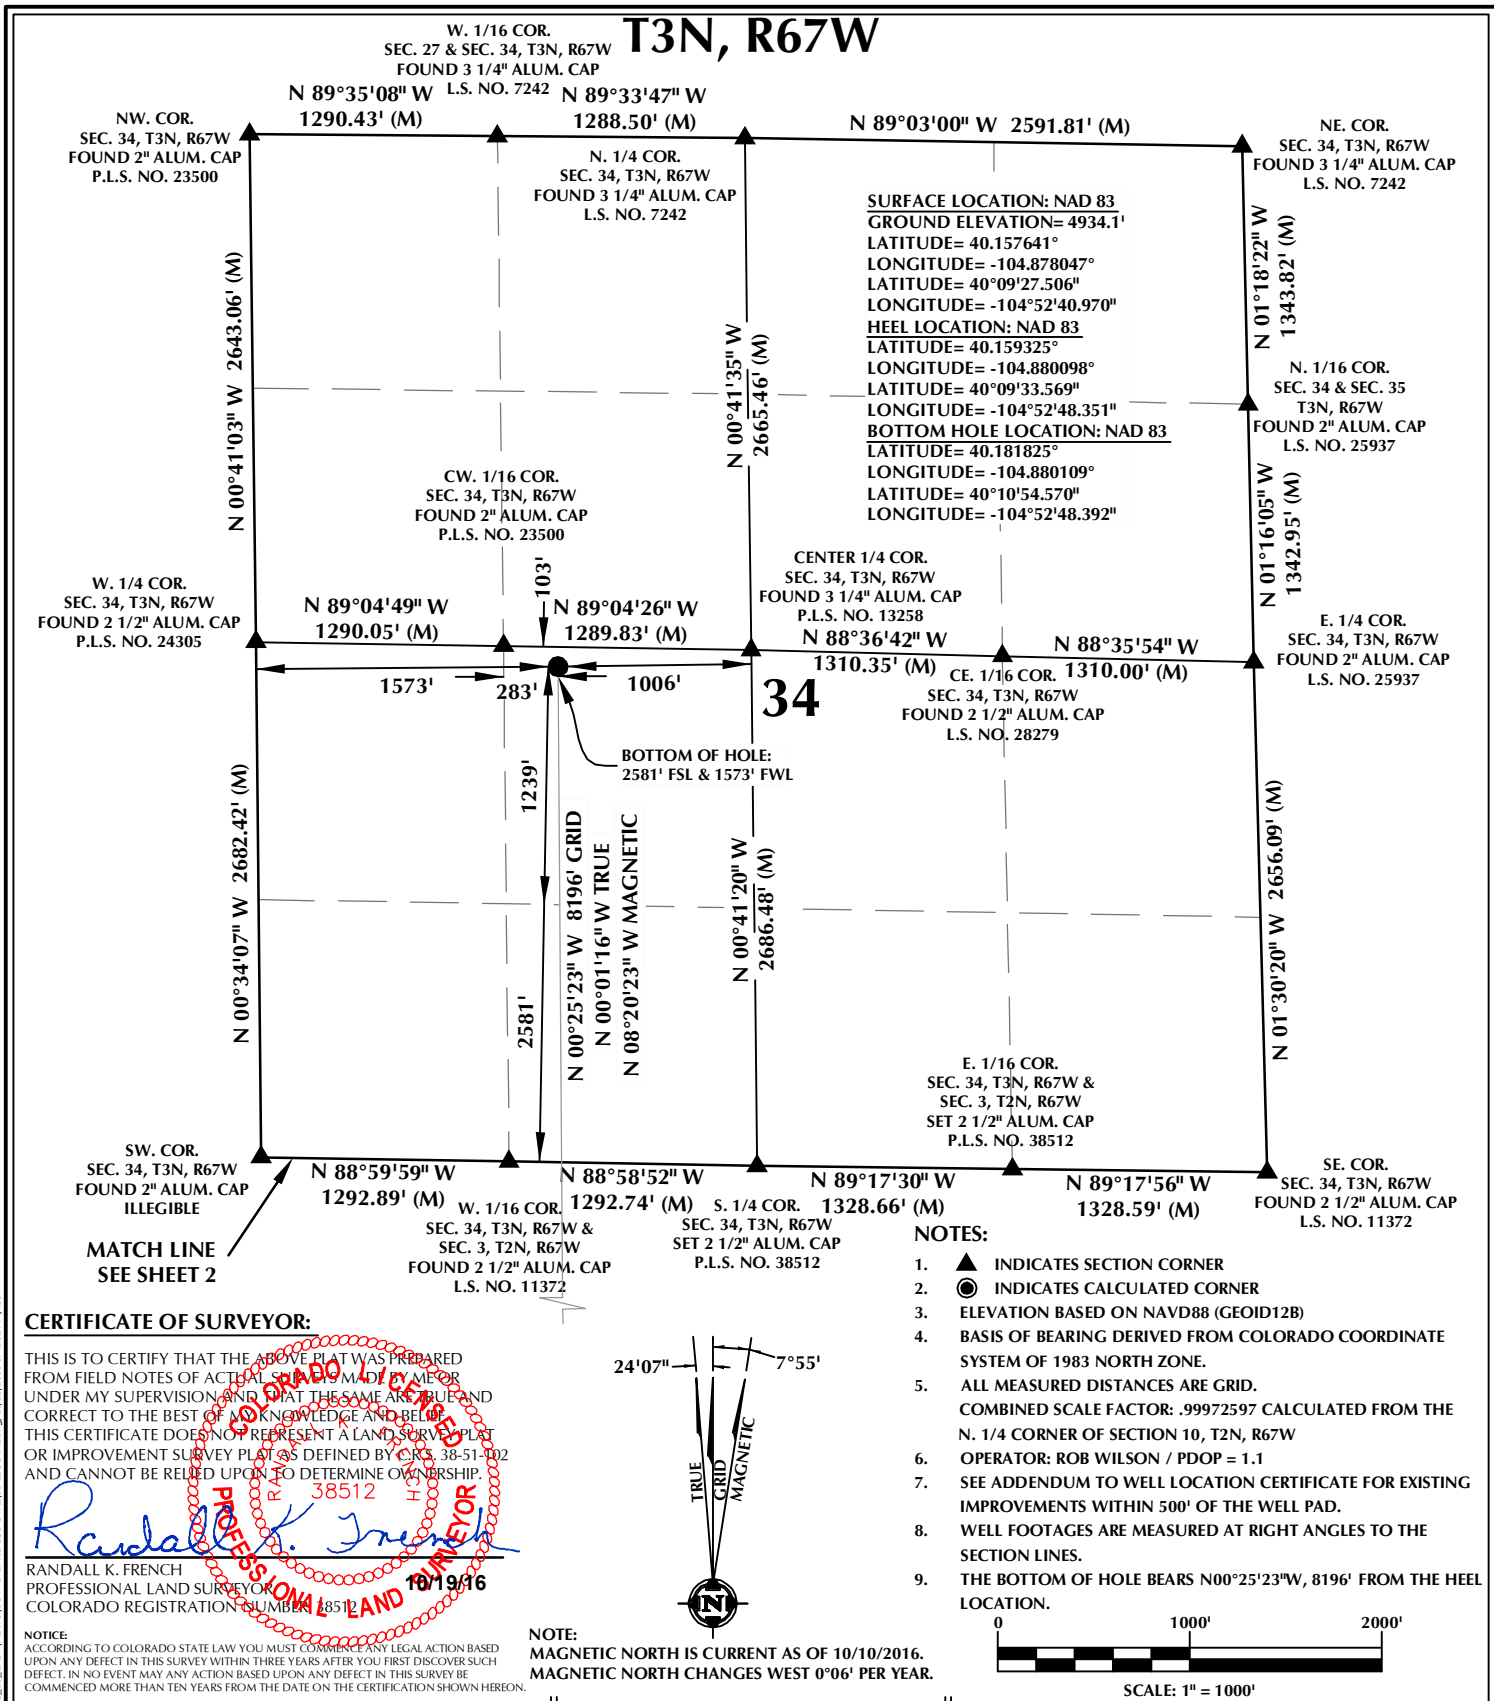 T3N, R67W
W. 1/16 COR.
SEC. 27 & SEC. 34, T3N, R67W
FOUND 3 1/4" ALUM. CAP
L.S. NO. 7242
N 89°35'08" W
1290.43' (M)
N 89°33'47" W
1288.50' (M)
N 89°03'00" W 2591.81' (M)
NW. COR.
SEC. 34, T3N, R67W
FOUND 2" ALUM. CAP
P.L.S. NO. 23500
N. 1/4 COR.
SEC. 34, T3N, R67W
FOUND 3 1/4" ALUM. CAP
L.S. NO. 7242
NE. COR.
SEC. 34, T3N, R67W
FOUND 3 1/4" ALUM. CAP
L.S. NO. 7242
SURFACE LOCATION: NAD 83
GROUND ELEVATION= 4934.1'
LATITUDE= 40.157641°
LONGITUDE= -104.878047°
LATITUDE= 40°09'27.506"
LONGITUDE= -104°52'40.970"
HEEL LOCATION: NAD 83
LATITUDE= 40.159325°
LONGITUDE= -104.880098°
LATITUDE= 40°09'33.569"
LONGITUDE= -104°52'48.351"
BOTTOM HOLE LOCATION: NAD 83
LATITUDE= 40.181825°
LONGITUDE= -104.880109°
LATITUDE= 40°10'54.570"
LONGITUDE= -104°52'48.392"
N 00°41'03" W 2643.06' (M)
N 00°41'35" W
2665.46' (M)
N 01°18'22" W
1343.82' (M)
N. 1/16 COR.
SEC. 34 & SEC. 35
T3N, R67W
FOUND 2" ALUM. CAP
L.S. NO. 25937
N 01°16'05" W
1342.95' (M)
CW. 1/16 COR.
SEC. 34, T3N, R67W
FOUND 2" ALUM. CAP
P.L.S. NO. 23500
103'
CENTER 1/4 COR.
SEC. 34, T3N, R67W
FOUND 3 1/4" ALUM. CAP
P.L.S. NO. 13258
W. 1/4 COR.
SEC. 34, T3N, R67W
FOUND 2 1/2" ALUM. CAP
P.L.S. NO. 24305
N 89°04'49" W
1290.05' (M)
N 89°04'26" W
1289.83' (M)
N 88°36'42" W
1310.35' (M)
N 88°35'54" W
1310.00' (M)
E. 1/4 COR.
SEC. 34, T3N, R67W
FOUND 2" ALUM. CAP
L.S. NO. 25937
1573'
283'
1006'
34
CE. 1/16 COR.
SEC. 34, T3N, R67W
FOUND 2 1/2" ALUM. CAP
L.S. NO. 28279
BOTTOM OF HOLE:
2581' FSL & 1573' FWL
1239'
2581'
N 00°25'23" W 8196' GRID
N 00°01'16" W TRUE
N 08°20'23" W MAGNETIC
N 00°34'07" W 2682.42' (M)
N 00°41'20" W
2686.48' (M)
N 01°30'20" W 2656.09' (M)
E. 1/16 COR.
SEC. 34, T3N, R67W &
SEC. 3, T2N, R67W
SET 2 1/2" ALUM. CAP
P.L.S. NO. 38512
SW. COR.
SEC. 34, T3N, R67W
FOUND 2" ALUM. CAP
ILLEGIBLE
N 88°59'59" W
1292.89' (M)
N 88°58'52" W
1292.74' (M)
N 89°17'30" W
1328.66' (M)
N 89°17'56" W
1328.59' (M)
SE. COR.
SEC. 34, T3N, R67W
FOUND 2 1/2" ALUM. CAP
L.S. NO. 11372
W. 1/16 COR.
SEC. 34, T3N, R67W &
SEC. 3, T2N, R67W
FOUND 2 1/2" ALUM. CAP
L.S. NO. 11372
S. 1/4 COR.
SEC. 34, T3N, R67W
SET 2 1/2" ALUM. CAP
P.L.S. NO. 38512
MATCH LINE
SEE SHEET 2
NOTES:
1. INDICATES SECTION CORNER
2. INDICATES CALCULATED CORNER
3. ELEVATION BASED ON NAVD88 (GEOID12B)
4. BASIS OF BEARING DERIVED FROM COLORADO COORDINATE
SYSTEM OF 1983 NORTH ZONE.
5. ALL MEASURED DISTANCES ARE GRID.
COMBINED SCALE FACTOR: .99972597 CALCULATED FROM THE
N. 1/4 CORNER OF SECTION 10, T2N, R67W
6. OPERATOR: ROB WILSON / PDOP = 1.1
7. SEE ADDENDUM TO WELL LOCATION CERTIFICATE FOR EXISTING
IMPROVEMENTS WITHIN 500' OF THE WELL PAD.
8. WELL FOOTAGES ARE MEASURED AT RIGHT ANGLES TO THE
SECTION LINES.
9. THE BOTTOM OF HOLE BEARS N00°25'23"W, 8196' FROM THE HEEL
LOCATION.
CERTIFICATE OF SURVEYOR:
THIS IS TO CERTIFY THAT THE ABOVE PLAT WAS PREPARED
FROM FIELD NOTES OF ACTUAL SURVEYS MADE BY ME OR
UNDER MY SUPERVISION AND THAT THE SAME ARE TRUE AND
CORRECT TO THE BEST OF MY KNOWLEDGE AND BELIEF.
THIS CERTIFICATE DOES NOT REPRESENT A LAND SURVEY PLAT
OR IMPROVEMENT SURVEY PLAT AS DEFINED BY C.R.S. 38-51-102
AND CANNOT BE RELIED UPON TO DETERMINE OWNERSHIP.
COLORADO LICENSED
PROFESSIONAL LAND SURVEYOR
RANDALL K. FRENCH
38512
Randall K. French
10/19/16
RANDALL K. FRENCH
PROFESSIONAL LAND SURVEYOR
COLORADO REGISTRATION NUMBER 38512
NOTICE:
ACCORDING TO COLORADO STATE LAW YOU MUST COMMENCE ANY LEGAL ACTION BASED
UPON ANY DEFECT IN THIS SURVEY WITHIN THREE YEARS AFTER YOU FIRST DISCOVER SUCH
DEFECT. IN NO EVENT MAY ANY ACTION BASED UPON ANY DEFECT IN THIS SURVEY BE
COMMENCED MORE THAN TEN YEARS FROM THE DATE ON THE CERTIFICATION SHOWN HEREON.
24'07"
7°55'
TRUE
GRID
MAGNETIC
N
NOTE:
MAGNETIC NORTH IS CURRENT AS OF 10/10/2016.
MAGNETIC NORTH CHANGES WEST 0°06' PER YEAR.
0 1000' 2000'
SCALE: 1" = 1000'